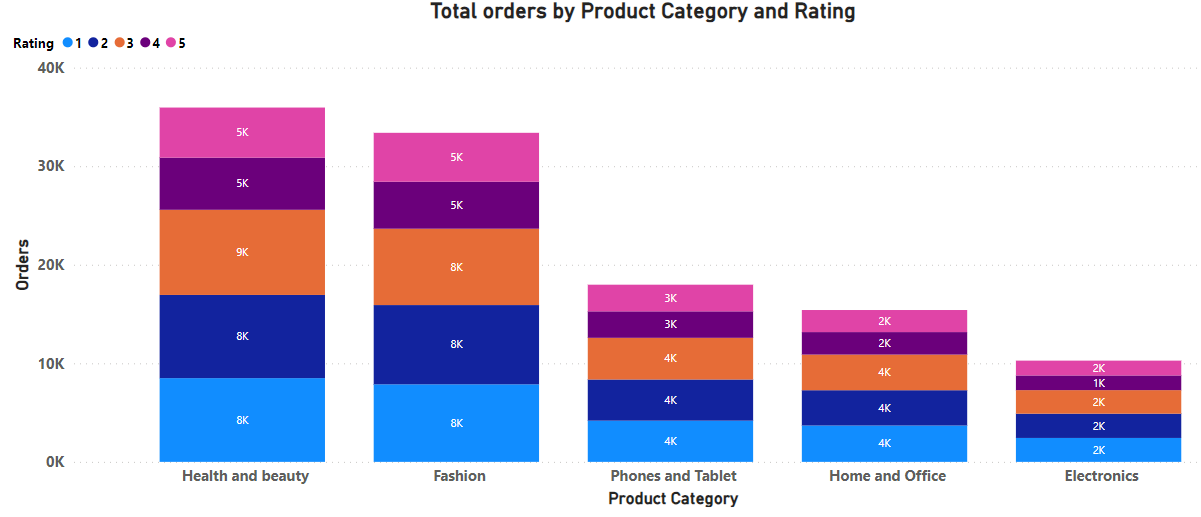 Total orders by Product Category and Rating
Rating 1 2 3 4 5
Orders
40K
30K
20K
10K
0K
5K
5K
9K
8K
8K
5K
5K
8K
8K
8K
3K
3K
4K
4K
4K
2K
2K
4K
4K
4K
2K
1K
2K
2K
2K
Health and beauty Fashion Phones and Tablet Home and Office Electronics
Product Category